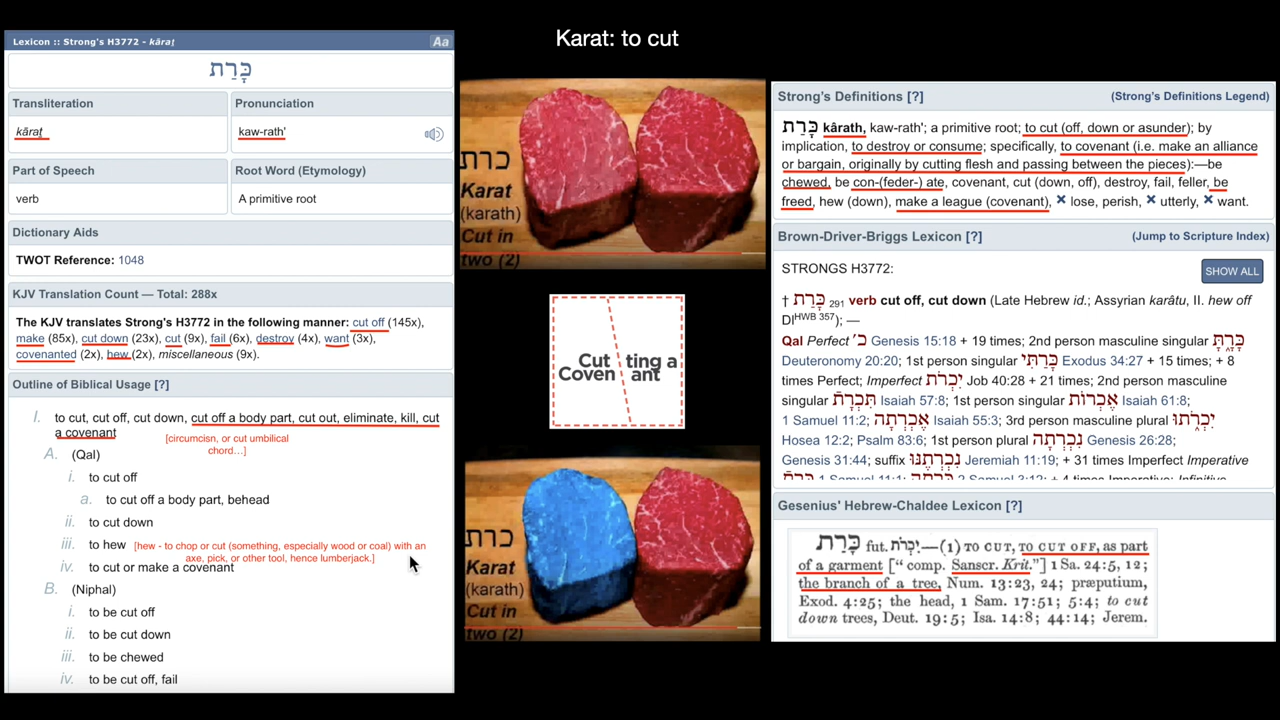 Karat: to cut
Lexicon :: Strong's H3772 - kāraṯ
Aa
כָּרַת
Transliteration
Pronunciation
kāraṯ
kaw-rath'
Part of Speech
Root Word (Etymology)
verb
A primitive root
Dictionary Aids
TWOT Reference: 1048
KJV Translation Count — Total: 288x
The KJV translates Strong's H3772 in the following manner: cut off (145x),
make (85x), cut down (23x), cut (9x), fail (6x), destroy (4x), want (3x),
covenanted (2x), hew (2x), miscellaneous (9x).
Outline of Biblical Usage [?]
I. to cut, cut off, cut down, cut off a body part, cut out, eliminate, kill, cut
a covenant
[circumcisn, or cut umbilical
chord...]
A. (Qal)
i. to cut off
a. to cut off a body part, behead
ii. to cut down
iii. to hew [hew - to chop or cut (something, especially wood or coal) with an
axe, pick, or other tool, hence lumberjack.]
iv. to cut or make a covenant
B. (Niphal)
i. to be cut off
ii. to be cut down
iii. to be chewed
iv. to be cut off, fail
כרת
Karat
(karath)
Cut in
two (2)
Cut ting a
Coven ant
כרת
Karat
(karath)
Cut in
two (2)
Strong's Definitions [?] (Strong's Definitions Legend)
כָּרַת kârath, kaw-rath'; a primitive root; to cut (off, down or asunder); by
implication, to destroy or consume; specifically, to covenant (i.e. make an alliance
or bargain, originally by cutting flesh and passing between the pieces):—be
chewed, be con-(feder-) ate, covenant, cut (down, off), destroy, fail, feller, be
freed, hew (down), make a league (covenant), × lose, perish, × utterly, × want.
Brown-Driver-Briggs Lexicon [?] (Jump to Scripture Index)
STRONGS H3772:
SHOW ALL
† כָּרַת 291 verb cut off, cut down (Late Hebrew id.; Assyrian karâtu, II. hew off
Dl HWB 357); —
Qal Perfect כ׳ Genesis 15:18 + 19 times; 2nd person masculine singular כָּרַתָּ
Deuteronomy 20:20; 1st person singular כָּרַתִּי Exodus 34:27 + 15 times; + 8
times Perfect; Imperfect יִכְרֹת Job 40:28 + 21 times; 2nd person masculine
singular תִּכְרָת Isaiah 57:8; 1st person singular אֶכְרוֹת Isaiah 61:8;
1 Samuel 11:2; אֶכְרְתָה Isaiah 55:3; 3rd person masculine plural יִכְרְתוּ
Hosea 12:2; Psalm 83:6; 1st person plural נִכְרְתָה Genesis 26:28;
Genesis 31:44; suffix נִכְרְתֶנּוּ Jeremiah 11:19; + 31 times Imperfect Imperative
Gesenius' Hebrew-Chaldee Lexicon [?]
כָּרַת fut. יִכְרֹת—(1) TO CUT, TO CUT OFF, as part
of a garment [" comp. Sanscr. Krit."] 1 Sa. 24:5, 12;
the branch of a tree, Num. 13:23, 24; præputium,
Exod. 4:25; the head, 1 Sam. 17:51; 5:4; to cut
down trees, Deut. 19:5; Isa. 14:8; 44:14; Jerem.